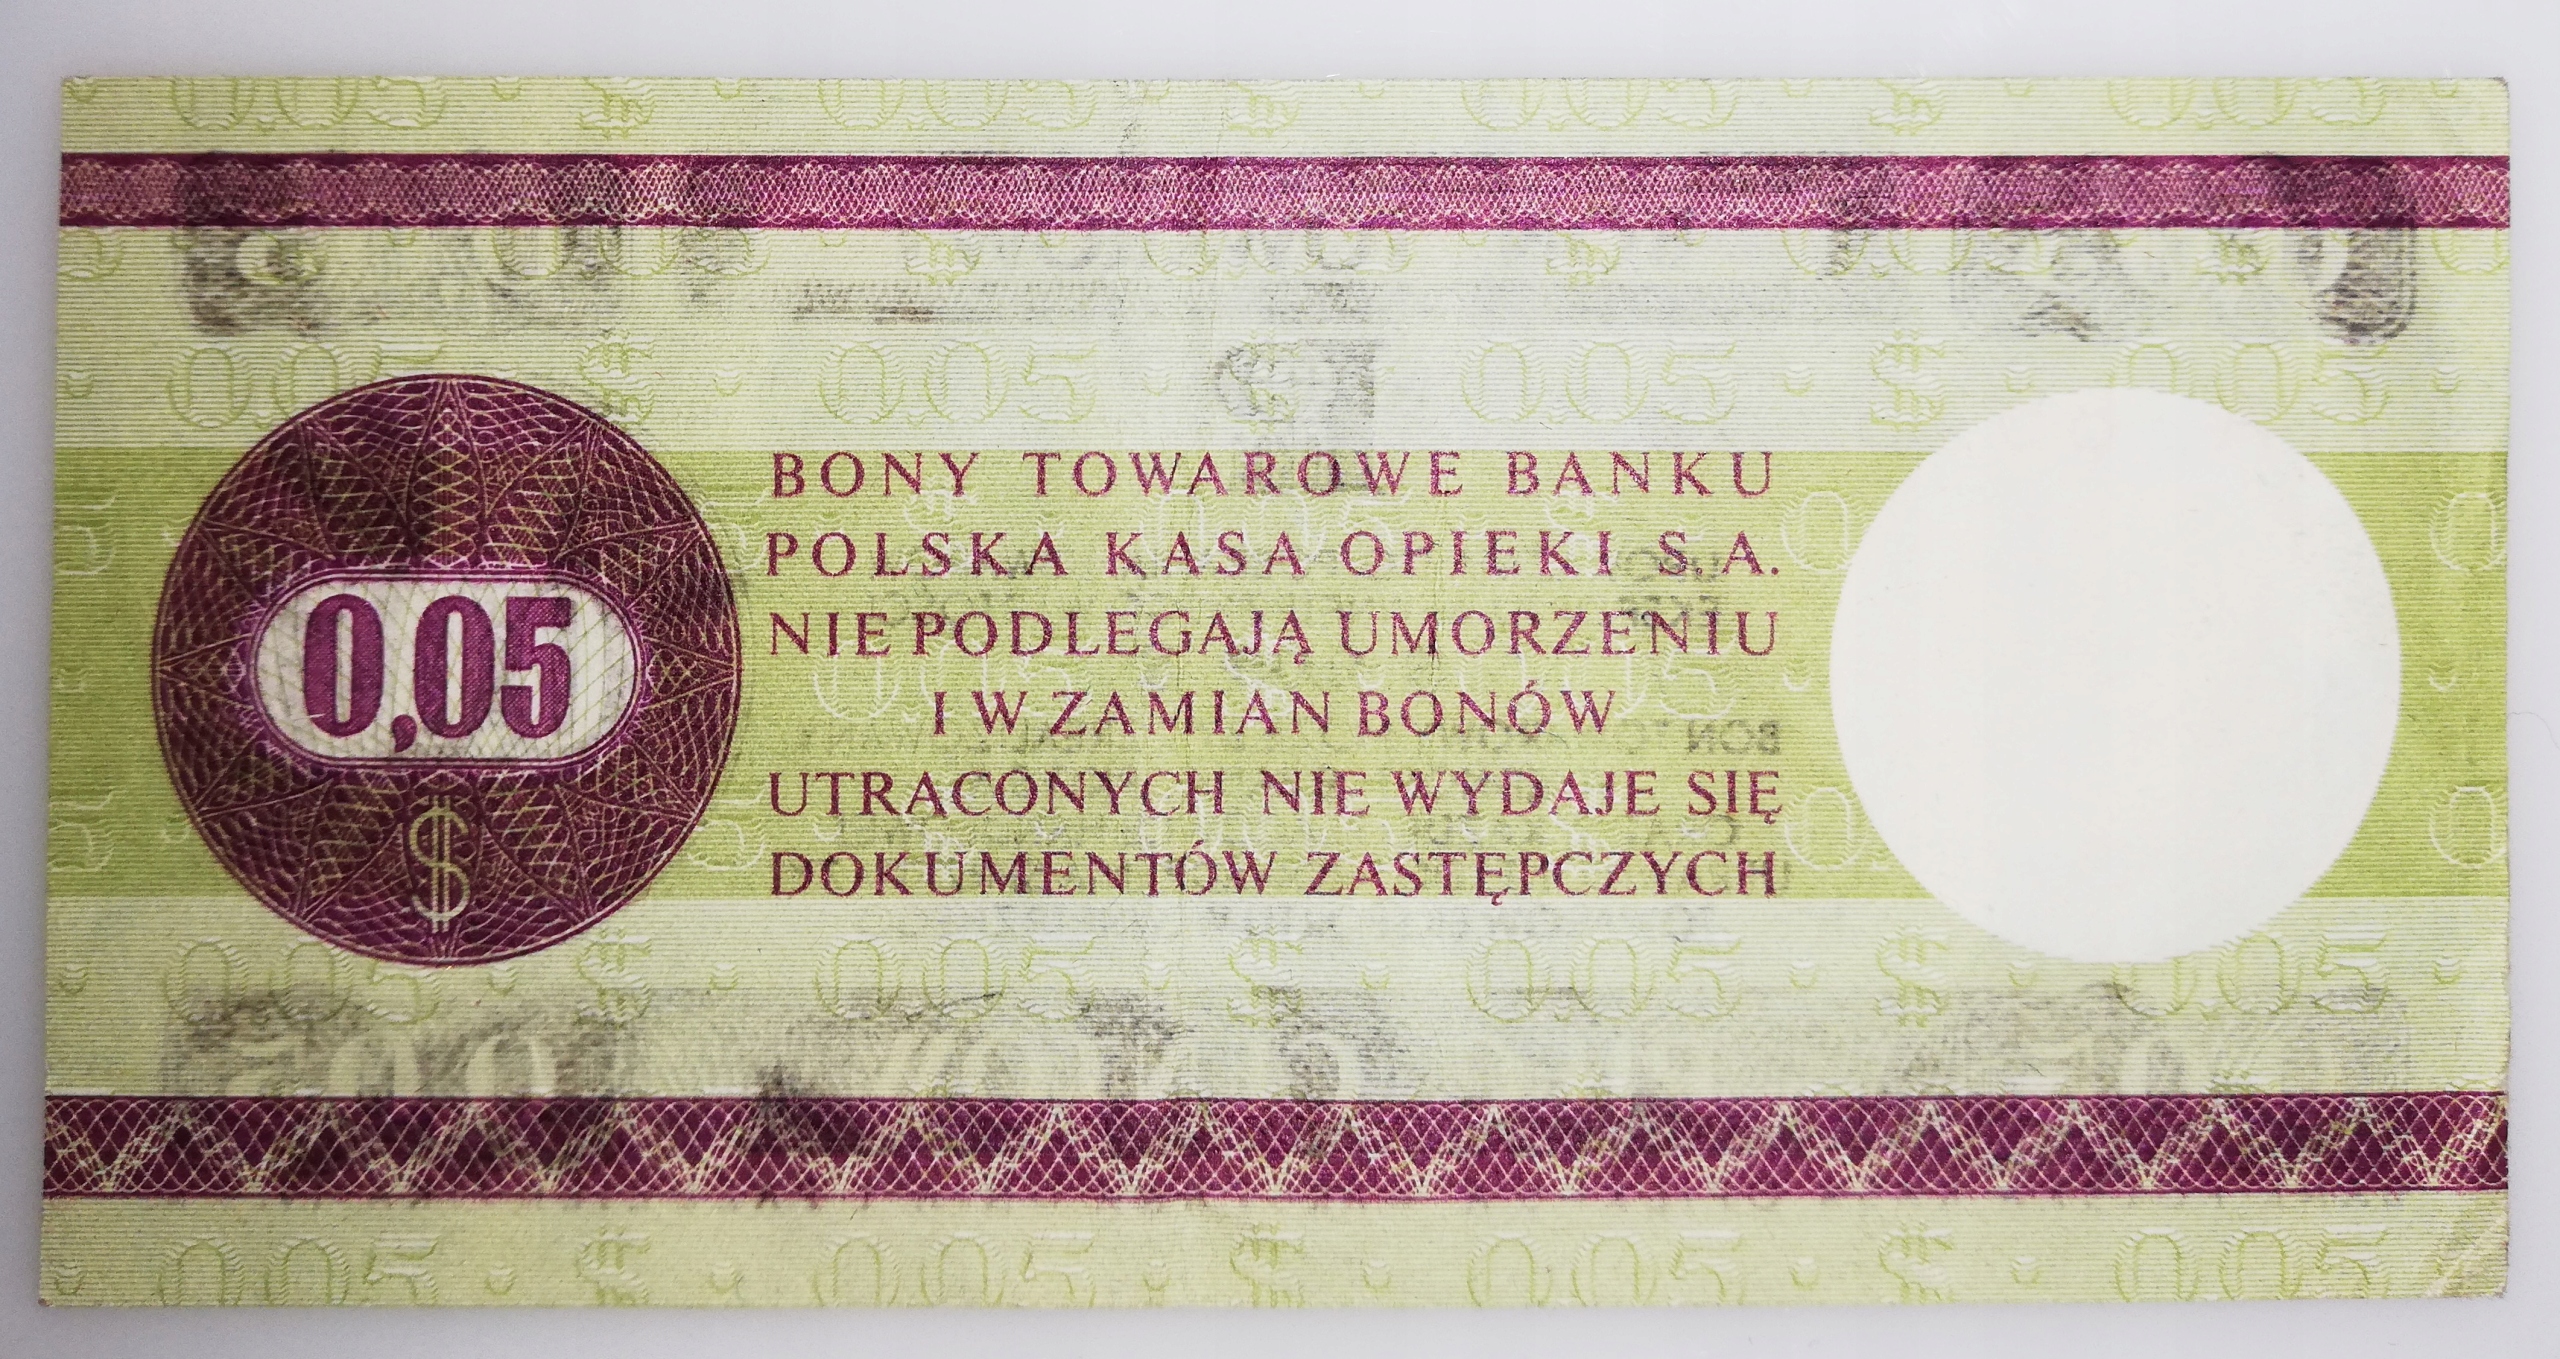 BONY TOWAROWE BANKU
POLSKA KASA OPIEKI S.A.
NIE PODLEGAJĄ UMORZENIU
I W ZAMIAN BONÓW
UTRACONYCH NIE WYDAJE SIĘ
DOKUMENTÓW ZASTĘPCZYCH
0,05
$